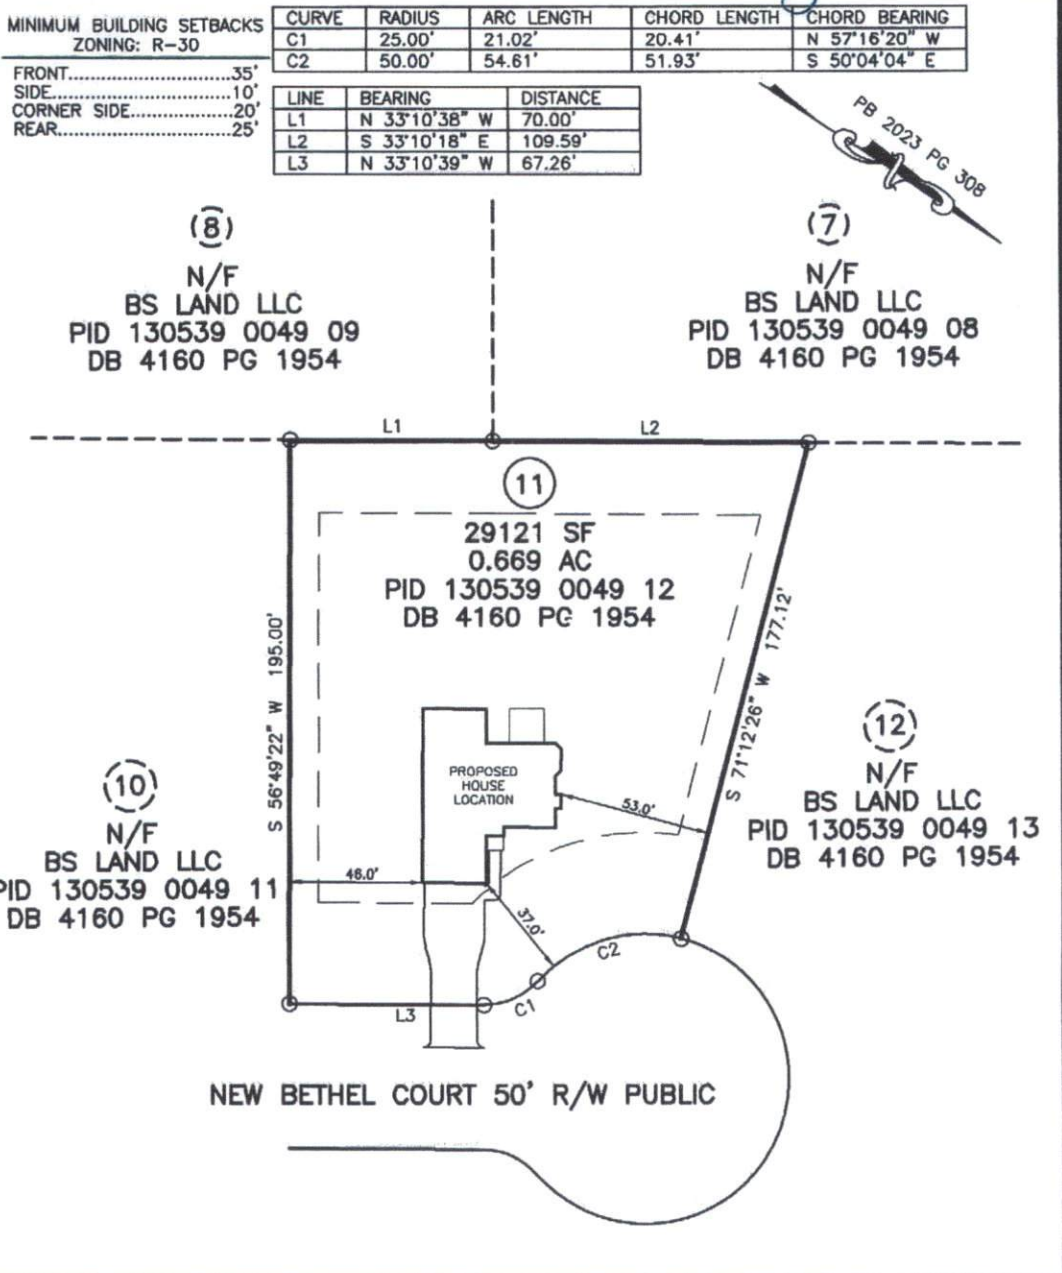 MINIMUM BUILDING SETBACKS
ZONING: R-30
FRONT..............................35'
SIDE.................................10'
CORNER SIDE...................20'
REAR................................25'
CURVE RADIUS ARC LENGTH CHORD LENGTH CHORD BEARING
C1 25.00' 21.02' 20.41' N 57°16'20" W
C2 50.00' 54.61' 51.93' S 50°04'04" E
LINE BEARING DISTANCE
L1 N 33°10'38" W 70.00'
L2 S 33°10'18" E 109.59'
L3 N 33°10'39" W 67.26'
PB 2023 PG 308
(8)
N/F
BS LAND LLC
PID 130539 0049 09
DB 4160 PG 1954
(7)
N/F
BS LAND LLC
PID 130539 0049 08
DB 4160 PG 1954
L1
L2
11
29121 SF
0.669 AC
PID 130539 0049 12
DB 4160 PG 1954
S 56°49'22" W 195.00'
S 71°12'26" W 177.12'
PROPOSED
HOUSE
LOCATION
53.0'
46.0'
37.0'
10
N/F
BS LAND LLC
PID 130539 0049 11
DB 4160 PG 1954
12
N/F
BS LAND LLC
PID 130539 0049 13
DB 4160 PG 1954
C2
C1
L3
NEW BETHEL COURT 50' R/W PUBLIC